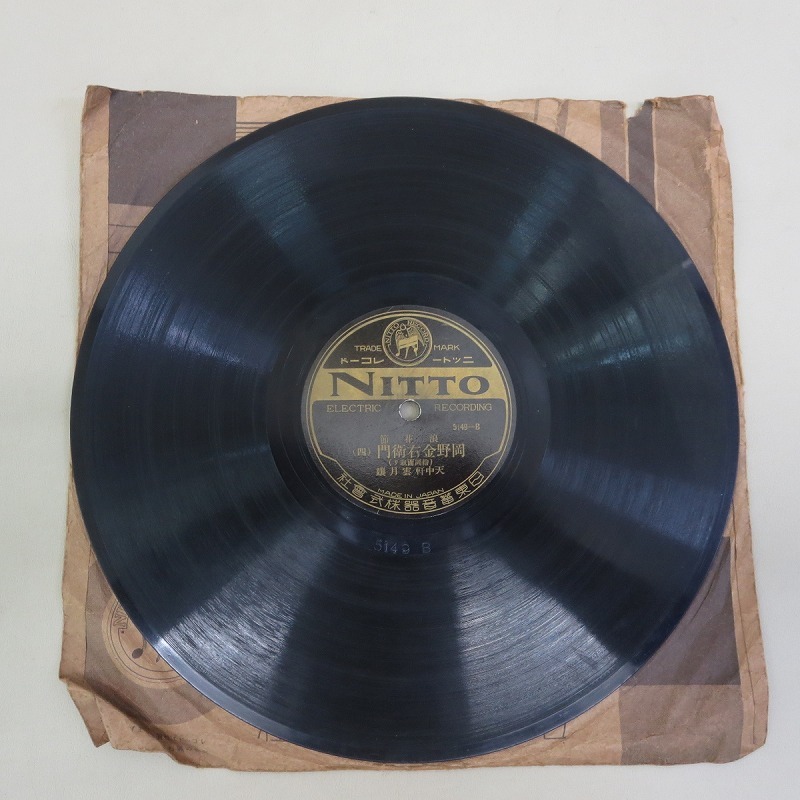 NITTO RECORD
TRADE MARK
ドーコレ ートッニ
NITTO
ELECTRIC RECORDING
5149-B
節花浪
(四) 門衛右金野岡
嬢月雲軒中天
MADE IN JAPAN
社會式株器音蓄東日
5149 B